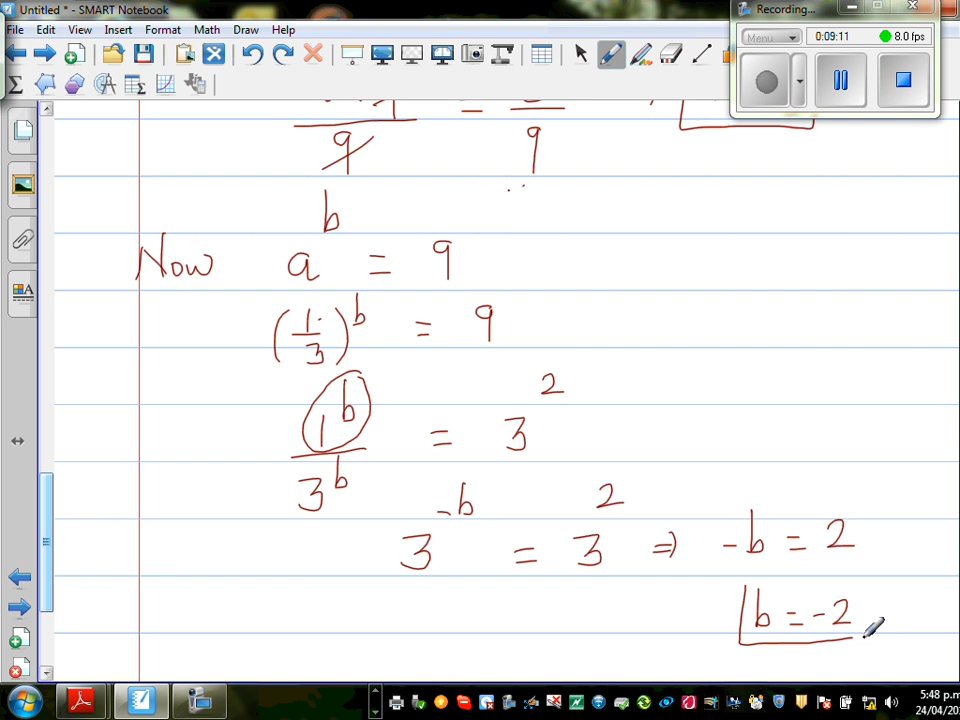 Untitled * - SMART Notebook
Recording...
File Edit View Insert Format Math Draw Help
Menu 0:09:11 8.0 fps
9 = 9
b
Now a = 9
(1/3)^b = 9
1^b / 3^b = 3^2
3^-b = 3^2 ⇒ -b = 2
b = -2
5:48 p.m
24/04/20